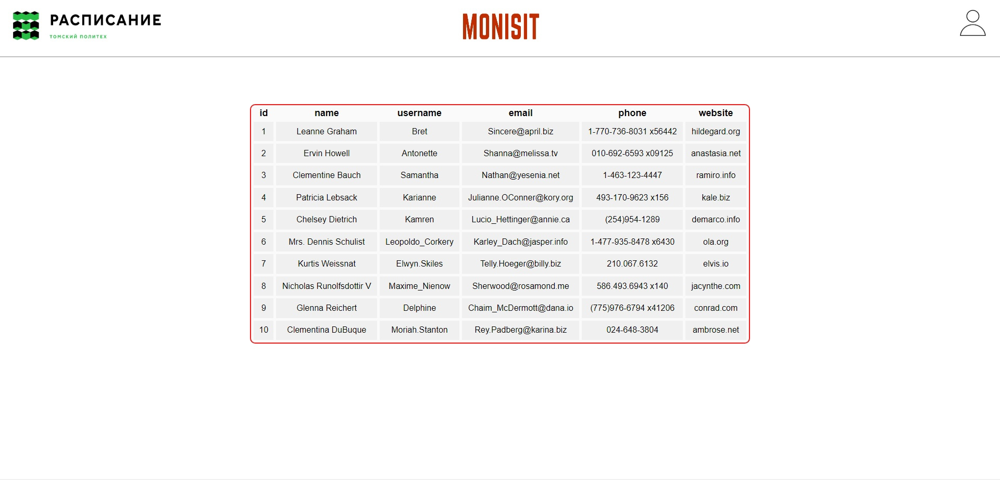 РАСПИСАНИЕ
ТОМСКИЙ ПОЛИТЕХ
MONISIT
id name username email phone website
1 Leanne Graham Bret Sincere@april.biz 1-770-736-8031 x56442 hildegard.org
2 Ervin Howell Antonette Shanna@melissa.tv 010-692-6593 x09125 anastasia.net
3 Clementine Bauch Samantha Nathan@yesenia.net 1-463-123-4447 ramiro.info
4 Patricia Lebsack Karianne Julianne.OConner@kory.org 493-170-9623 x156 kale.biz
5 Chelsey Dietrich Kamren Lucio_Hettinger@annie.ca (254)954-1289 demarco.info
6 Mrs. Dennis Schulist Leopoldo_Corkery Karley_Dach@jasper.info 1-477-935-8478 x6430 ola.org
7 Kurtis Weissnat Elwyn.Skiles Telly.Hoeger@billy.biz 210.067.6132 elvis.io
8 Nicholas Runolfsdottir V Maxime_Nienow Sherwood@rosamond.me 586.493.6943 x140 jacynthe.com
9 Glenna Reichert Delphine Chaim_McDermott@dana.io (775)976-6794 x41206 conrad.com
10 Clementina DuBuque Moriah.Stanton Rey.Padberg@karina.biz 024-648-3804 ambrose.net